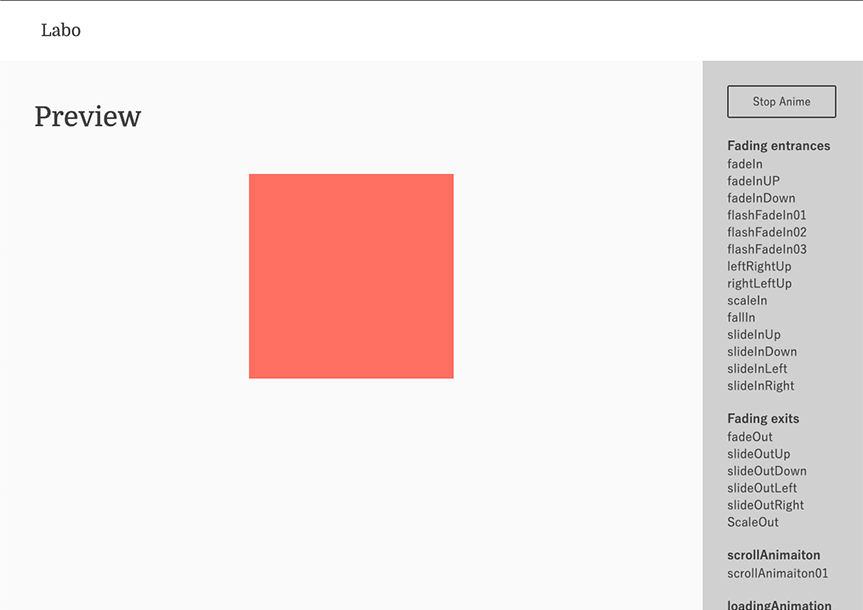 Labo
Preview
Stop Anime
Fading entrances
fadeIn
fadeInUP
fadeInDown
flashFadeIn01
flashFadeIn02
flashFadeIn03
leftRightUp
rightLeftUp
scaleIn
fallIn
slideInUp
slideInDown
slideInLeft
slideInRight
Fading exits
fadeOut
slideOutUp
slideOutDown
slideOutLeft
slideOutRight
ScaleOut
scrollAnimaiton
scrollAnimaiton01
loadingAnimation